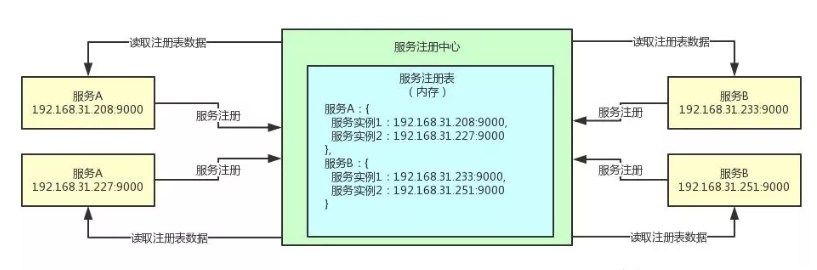 读取注册表数据
服务注册中心
读取注册表数据
服务A
192.168.31.208:9000
服务注册
服务注册表
（内存）
服务A：{
服务实例1：192.168.31.208:9000,
服务实例2：192.168.31.227:9000
},
服务B：{
服务实例1：192.168.31.233:9000,
服务实例2：192.168.31.251:9000
}
服务注册
服务B
192.168.31.233:9000
服务A
192.168.31.227:9000
服务注册
服务注册
服务B
192.168.31.251:9000
读取注册表数据
读取注册表数据